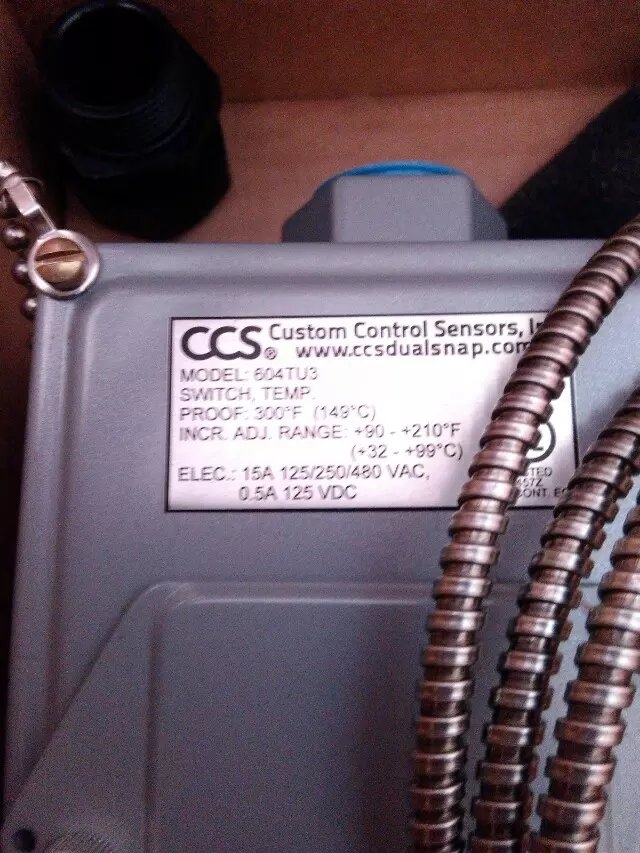 CCS® Custom Control Sensors, I
www.ccsdualsnap.com
MODEL: 604TU3
SWITCH, TEMP.
PROOF: 300°F (149°C)
INCR. ADJ. RANGE: +90 - +210°F
(+32 - +99°C)
ELEC.: 15A 125/250/480 VAC,
0.5A 125 VDC